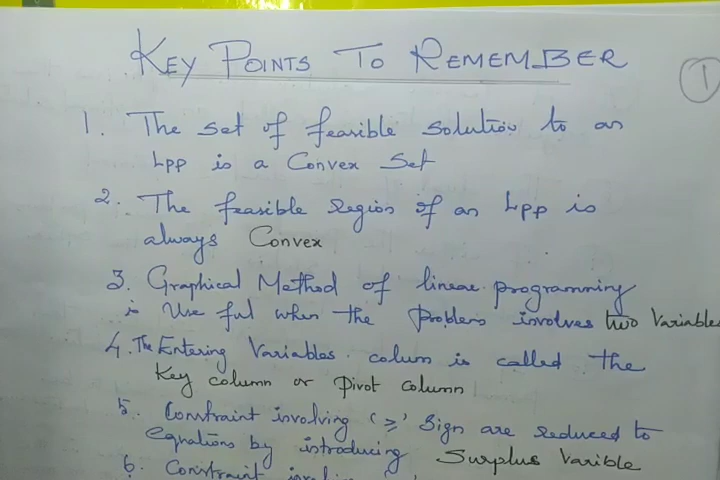 KEY POINTS TO REMEMBER
1
1. The set of feasible solution to an
Lpp is a Convex Set
2. The feasible region of an Lpp is
always Convex
3. Graphical Method of linear programming
is Use ful when the problem involves two Variables
4. The Entering Variables column is called the
Key column or pivot column
5. Constraint involving '≥' Sign are reduced to
equations by introducing Surplus Varible
6. Constraint